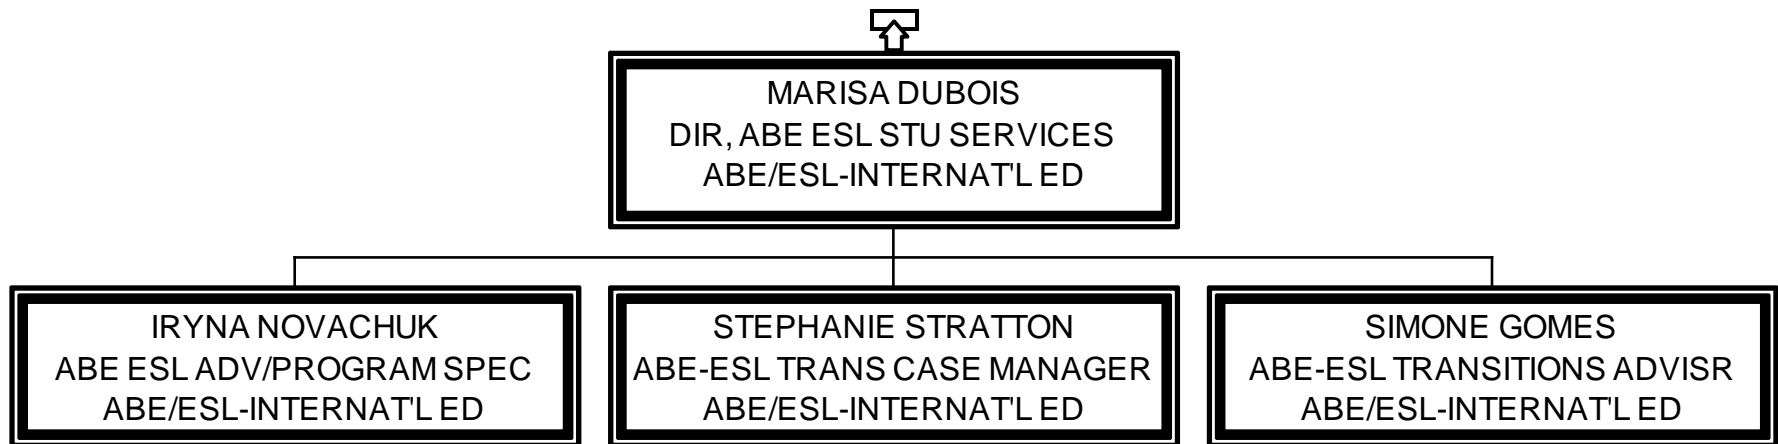 MARISA DUBOIS
DIR, ABE ESL STU SERVICES
ABE/ESL-INTERNAT'L ED
IRYNA NOVACHUK
ABE ESL ADV/PROGRAM SPEC
ABE/ESL-INTERNAT'L ED
STEPHANIE STRATTON
ABE-ESL TRANS CASE MANAGER
ABE/ESL-INTERNAT'L ED
SIMONE GOMES
ABE-ESL TRANSITIONS ADVISR
ABE/ESL-INTERNAT'L ED